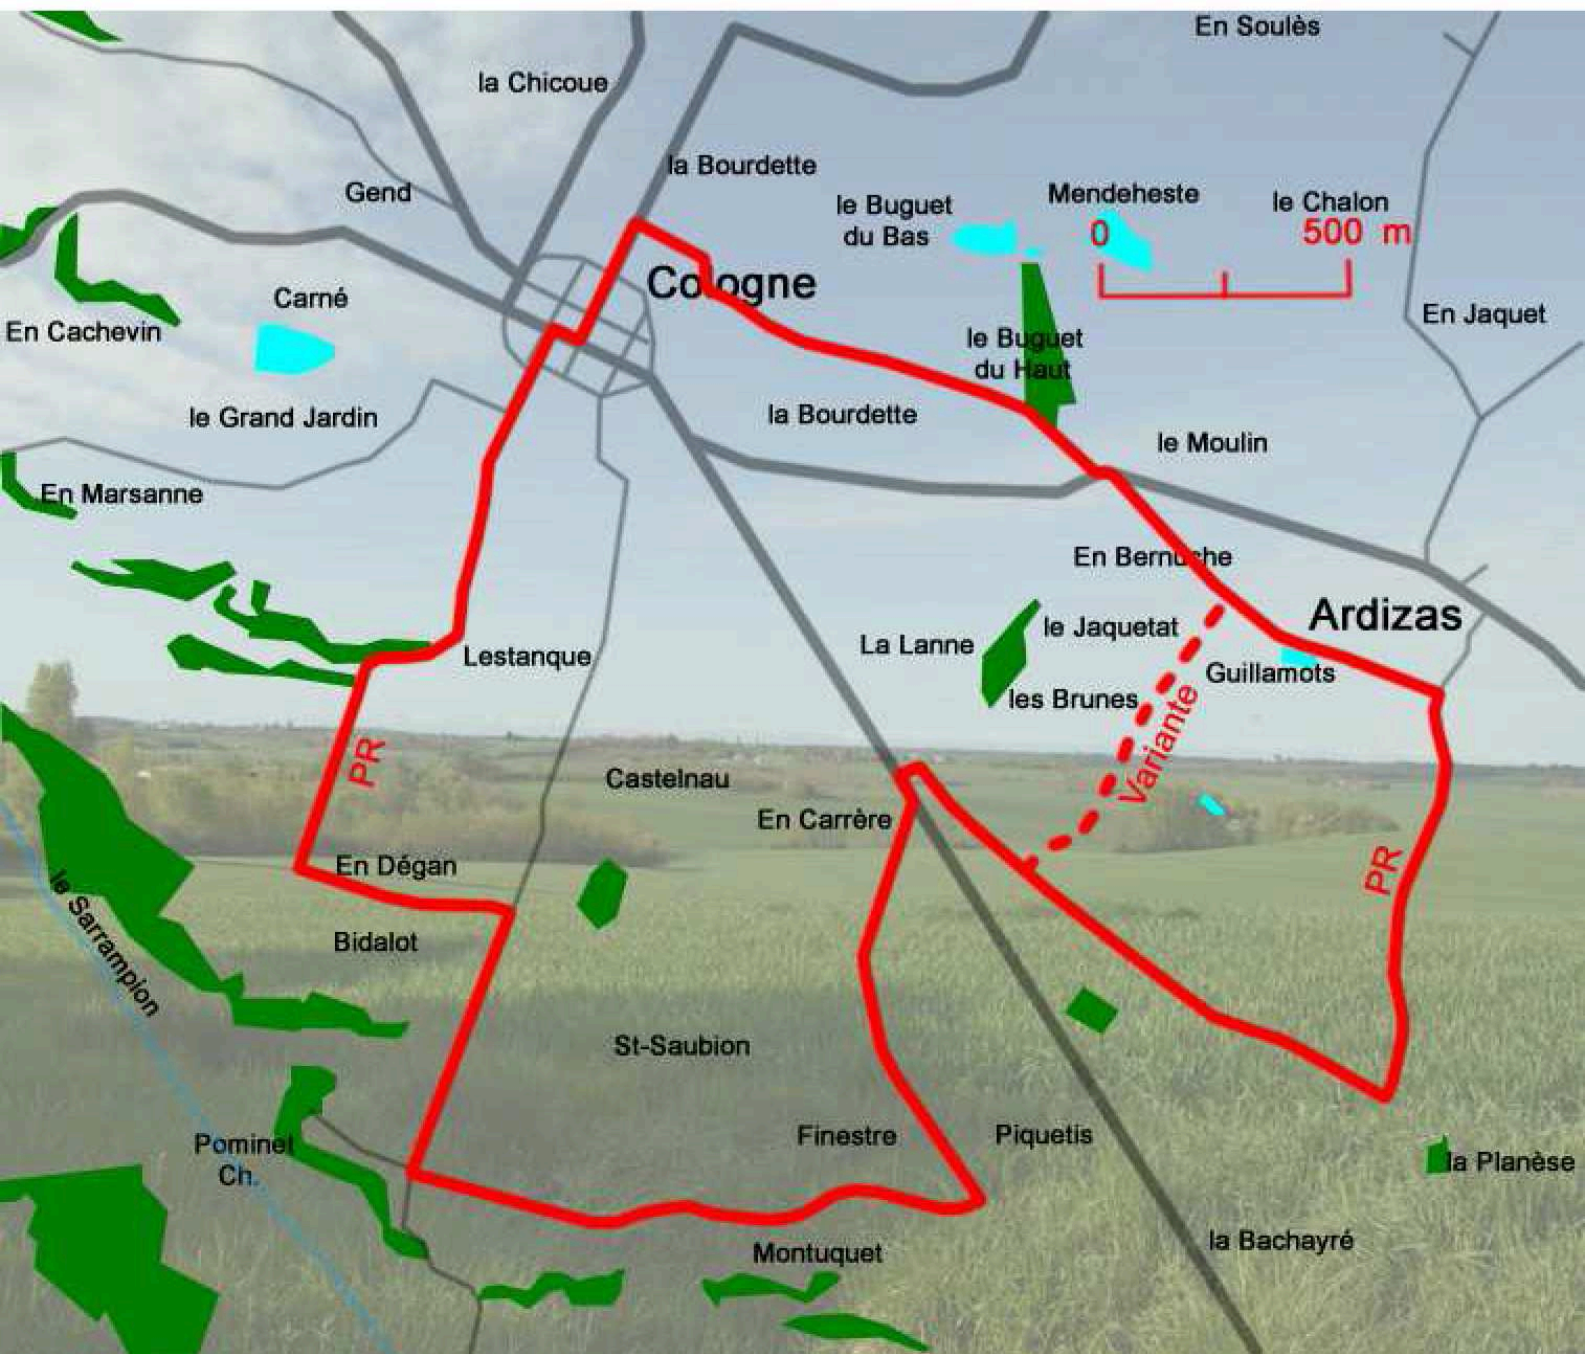 En Soulès
la Chicoue
la Bourdette
Gend
le Buguet
du Bas
Mendeheste
le Chalon
0
500 m
Cologne
Carné
En Cachevin
En Jaquet
le Buguet
du Haut
le Grand Jardin
la Bourdette
le Moulin
En Marsanne
En Bernuche
Ardizas
le Jaquetat
La Lanne
Lestanque
Guillamots
les Brunes
Variante
PR
Castelnau
En Carrère
En Dégan
PR
le Sarrampion
Bidalot
St-Saubion
Pominet
Ch.
Finestre
Piquetis
la Planèse
la Bachayré
Montuquet